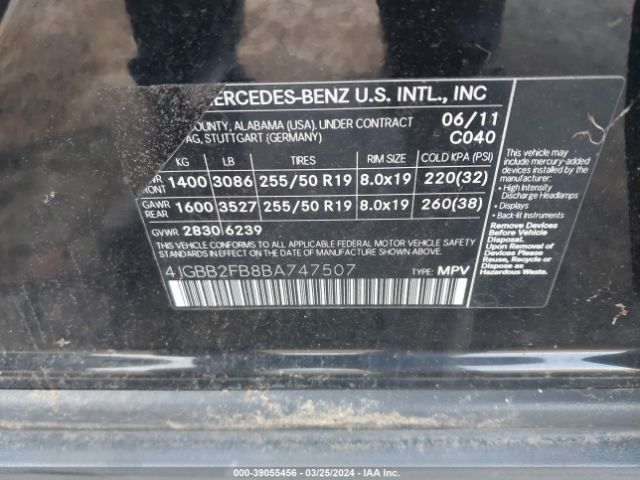 MERCEDES-BENZ U.S. INTL., INC
COUNTY, ALABAMA (USA). UNDER CONTRACT 06/11
AG, STUTTGART (GERMANY) C040
KG LB TIRES RIM SIZE COLD KPA (PSI)
FRONT 1400 3086 255/50 R19 8.0x19 220(32)
GAWR
REAR 1600 3527 255/50 R19 8.0x19 260(38)
GVWR 2830 6239
THIS VEHICLE CONFORMS TO ALL APPLICABLE FEDERAL MOTOR VEHICLE
SAFETY STANDARDS IN EFFECT ON THE DATE OF MANUFACTURE SHOWN ABOVE.
4JGBB2FB8BA747507 TYPE: MPV
This vehicle may
include mercury-added
devices installed by the
manufacturer:
• High Intensity
Discharge Headlamps
• Displays
• Back-lit Instruments
Remove Devices
Before Vehicle
Disposal.
Upon Removal of
Devices Please
Reuse, Recycle or
Dispose as
Hazardous Waste.
000-39055456 — 03/25/2024 — IAA Inc.